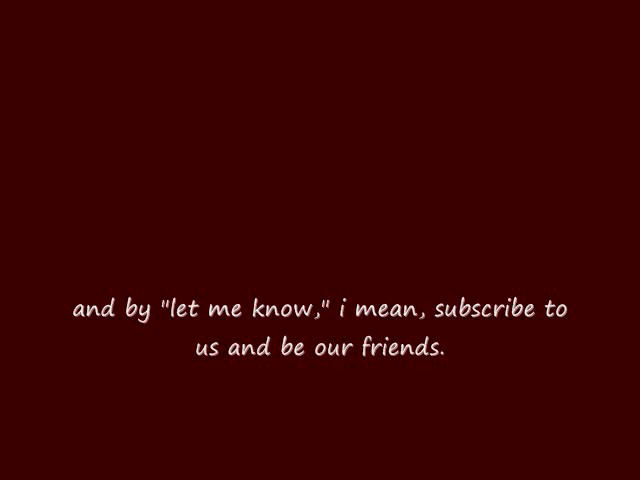 and by "let me know," i mean, subscribe to
us and be our friends.